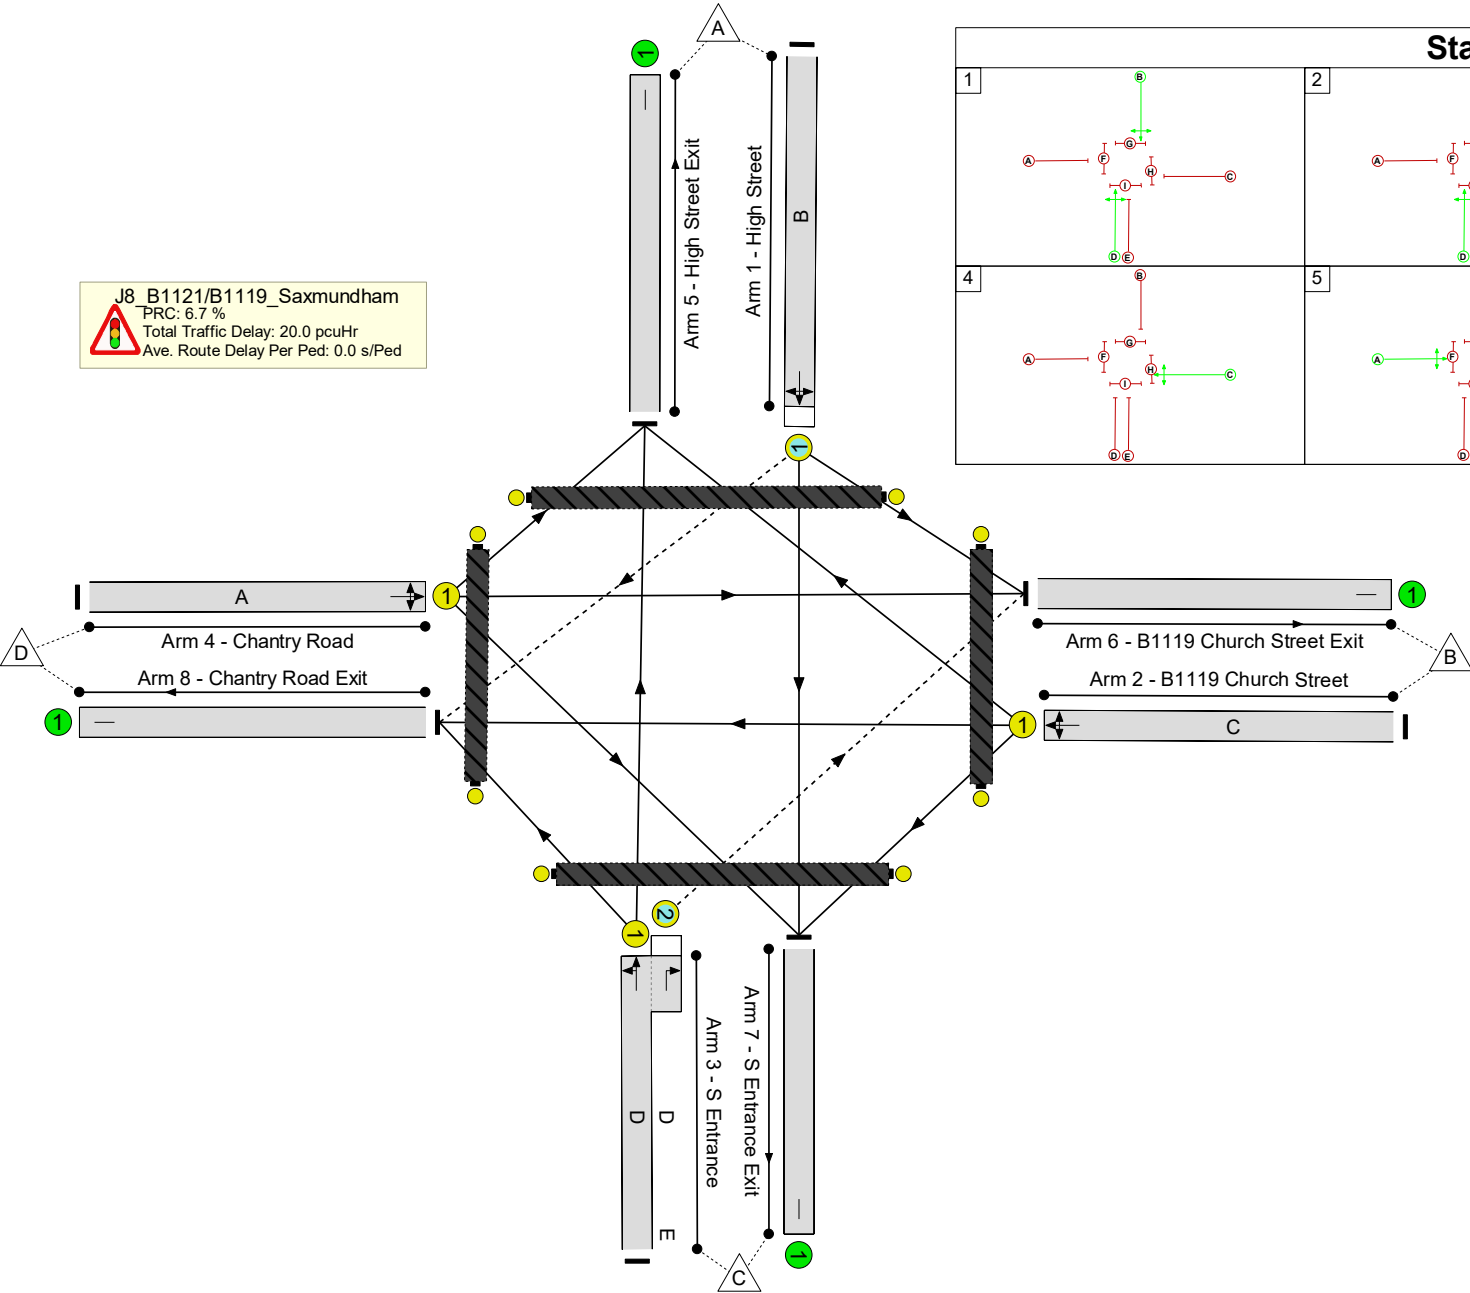 A
1
Sta
1
2
B
G
A
F
H
C
I
D
E
A
F
D
4
5
B
G
A
F
H
C
I
D
E
A
F
D
J8_B1121/B1119_Saxmundham
PRC: 6.7 %
Total Traffic Delay: 20.0 pcuHr
Ave. Route Delay Per Ped: 0.0 s/Ped
Arm 5 - High Street Exit
Arm 1 - High Street
B
1
A
1
Arm 4 - Chantry Road
D
Arm 8 - Chantry Road Exit
1
1
Arm 6 - B1119 Church Street Exit
B
Arm 2 - B1119 Church Street
1
C
2
1
D
D
E
Arm 3 - S Entrance
Arm 7 - S Entrance Exit
1
C